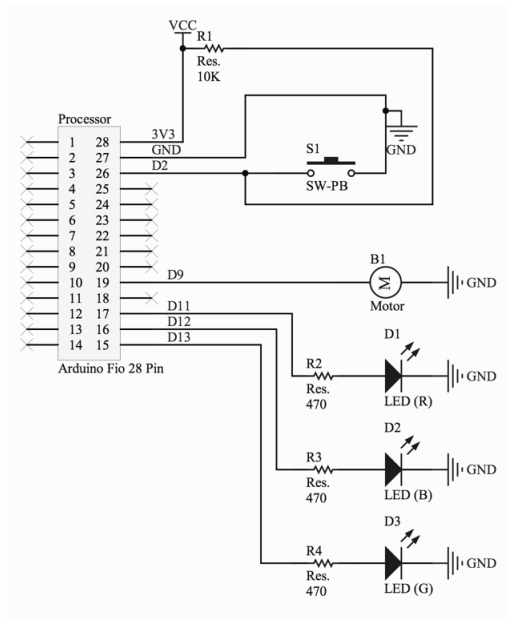 VCC
R1
Res.
10K
Processor
3V3
1 28
GND
2 27
D2
3 26
4 25
5 24
6 23
7 22
8 21
9 20
10 19
11 18
12 17
13 16
14 15
Arduino Fio 28 Pin
S1
SW-PB
GND
D9
B1
M
Motor
GND
D11
D12
D13
D1
R2
Res.
470
LED (R)
GND
D2
R3
Res.
470
LED (B)
GND
D3
R4
Res.
470
LED (G)
GND